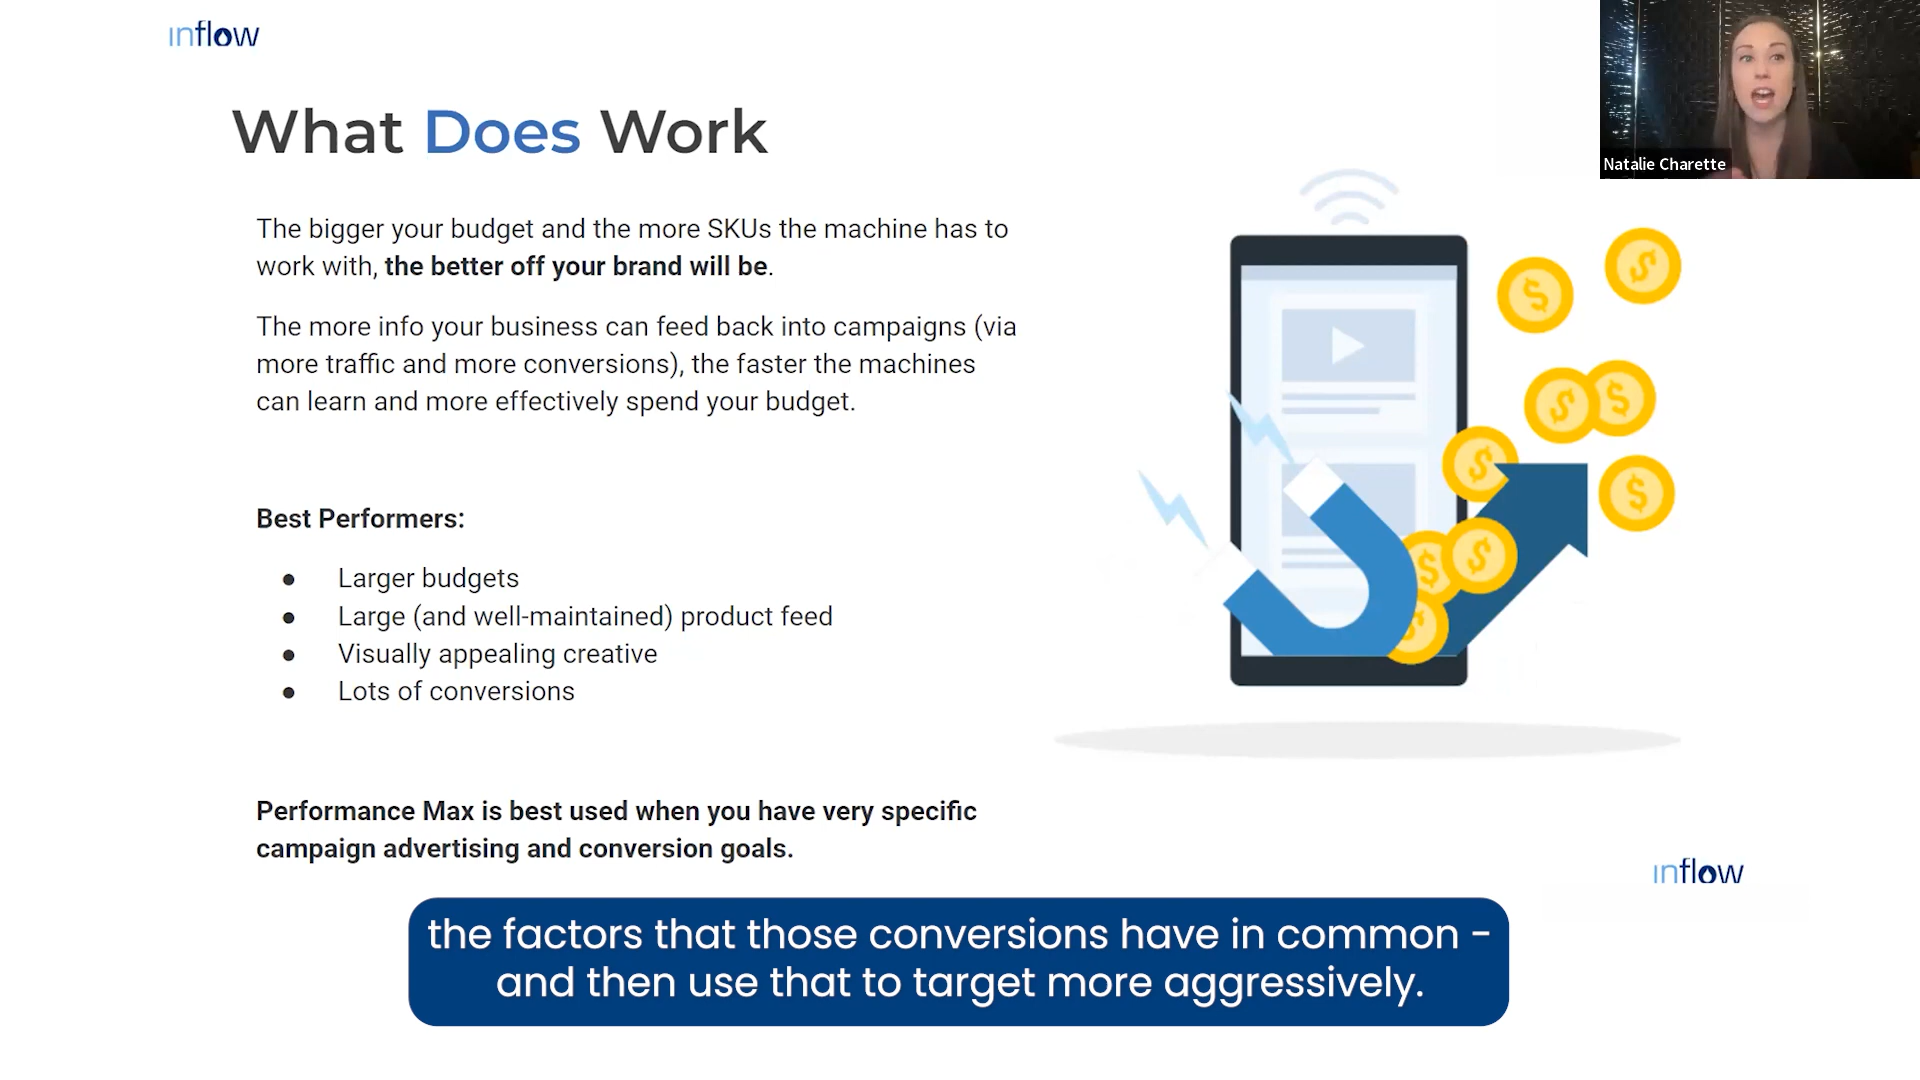 inflow
What Does Work
Natalie Charette
The bigger your budget and the more SKUs the machine has to
work with, the better off your brand will be.
The more info your business can feed back into campaigns (via
more traffic and more conversions), the faster the machines
can learn and more effectively spend your budget.
Best Performers:
● Larger budgets
● Large (and well-maintained) product feed
● Visually appealing creative
● Lots of conversions
Performance Max is best used when you have very specific
campaign advertising and conversion goals.
inflow
the factors that those conversions have in common -
and then use that to target more aggressively.